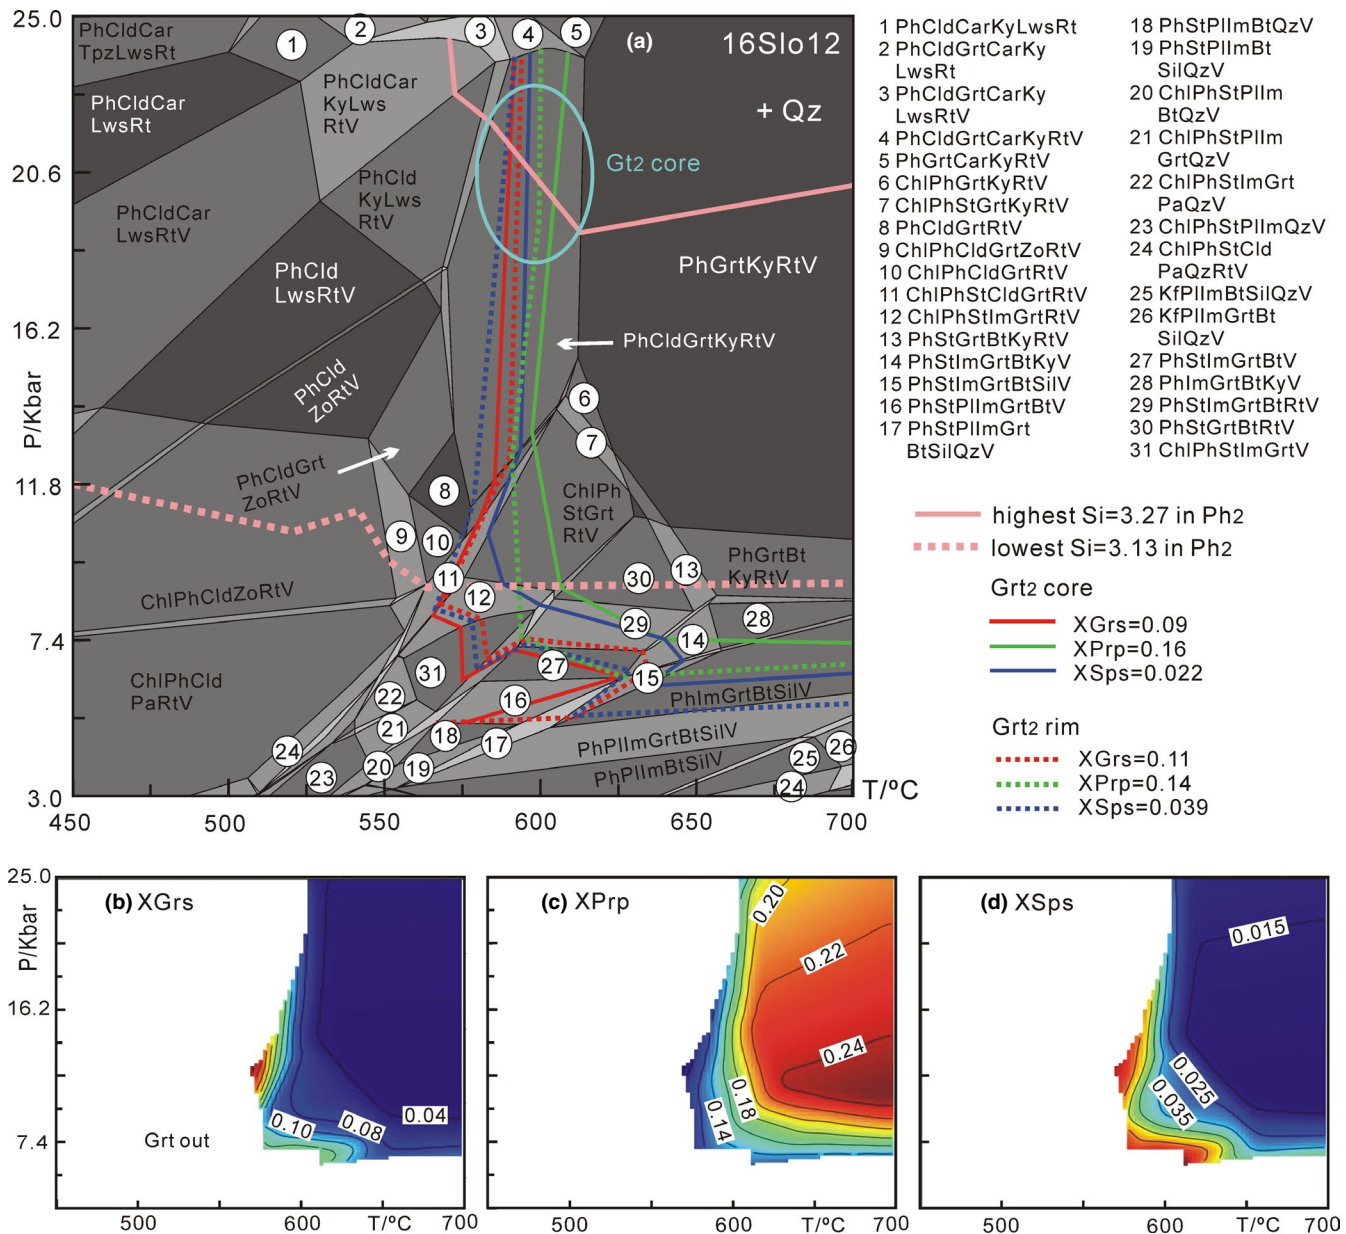 25.0
20.6
16.2
11.8
7.4
3.0
P/Kbar
450
500
550
600
650
700
T/ºC
(a)
16Slo12
+ Qz
PhCldCar
TpzLwsRt
1
2
3
4
5
PhCldCar
LwsRt
PhCldCar
KyLws
RtV
Gt2 core
PhCld
KyLws
RtV
PhCldCar
LwsRtV
PhCld
LwsRtV
PhGrtKyRtV
PhCldGrtKyRtV
PhCld
ZoRtV
6
7
PhCldGrt
ZoRtV
8
ChlPh
StGrt
RtV
9
10
PhGrtBt
KyRtV
13
30
11
12
ChlPhCldZoRtV
28
29
14
27
15
ChlPhCld
PaRtV
31
22
16
PhImGrtBtSilV
21
18
17
PhPlImGrtBtSilV
26
25
24
23
20
19
PhPlImBtSilV
24
1 PhCldCarKyLwsRt
2 PhCldGrtCarKy
LwsRt
3 PhCldGrtCarKy
LwsRtV
4 PhCldGrtCarKyRtV
5 PhGrtCarKyRtV
6 ChlPhGrtKyRtV
7 ChlPhStGrtKyRtV
8 PhCldGrtRtV
9 ChlPhCldGrtZoRtV
10 ChlPhCldGrtRtV
11 ChlPhStCldGrtRtV
12 ChlPhStImGrtRtV
13 PhStGrtBtKyRtV
14 PhStImGrtBtKyV
15 PhStImGrtBtSilV
16 PhStPlImGrtBtV
17 PhStPlImGrt
BtSilQzV
18 PhStPlImBtQzV
19 PhStPlImBt
SilQzV
20 ChlPhStPlIm
BtQzV
21 ChlPhStPlIm
GrtQzV
22 ChlPhStImGrt
PaQzV
23 ChlPhStPlImQzV
24 ChlPhStCld
PaQzRtV
25 KfPlImBtSilQzV
26 KfPlImGrtBt
SilQzV
27 PhStImGrtBtV
28 PhImGrtBtKyV
29 PhStImGrtBtRtV
30 PhStGrtBtRtV
31 ChlPhStImGrtV
highest Si=3.27 in Ph2
lowest Si=3.13 in Ph2
Grt2 core
XGrs=0.09
XPrp=0.16
XSps=0.022
Grt2 rim
XGrs=0.11
XPrp=0.14
XSps=0.039
25.0
16.2
7.4
P/Kbar
(b) XGrs
Grt out
0.10
0.08
0.04
500
600
T/ºC
700
(c) XPrp
0.20
0.22
0.24
0.18
0.14
500
600
T/ºC
700
(d) XSps
0.015
0.025
0.035
500
600
T/ºC
700